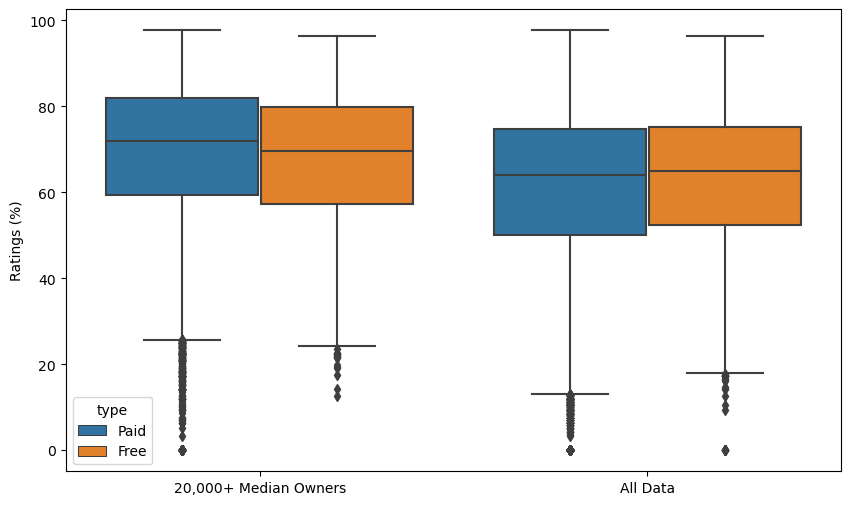 100
80
60
40
20
0
Ratings (%)
type
Paid
Free
20,000+ Median Owners
All Data